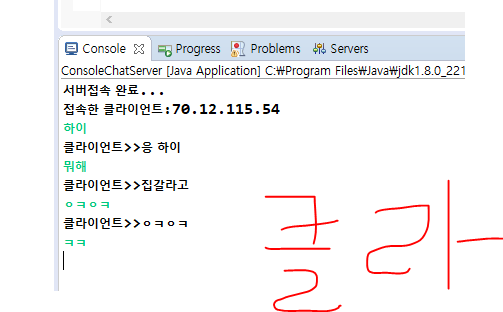 Console Progress Problems Servers
ConsoleChatServer [Java Application] C:₩Program Files₩Java₩jdk1.8.0_221
서버접속 완료...
접속한 클라이언트:70.12.115.54
하이
클라이언트>>응 하이
뭐해
클라이언트>>집갈라고
ㅇㅋㅇㅋ
클라이언트>>ㅇㅋㅇㅋ
ㅋㅋ
클라